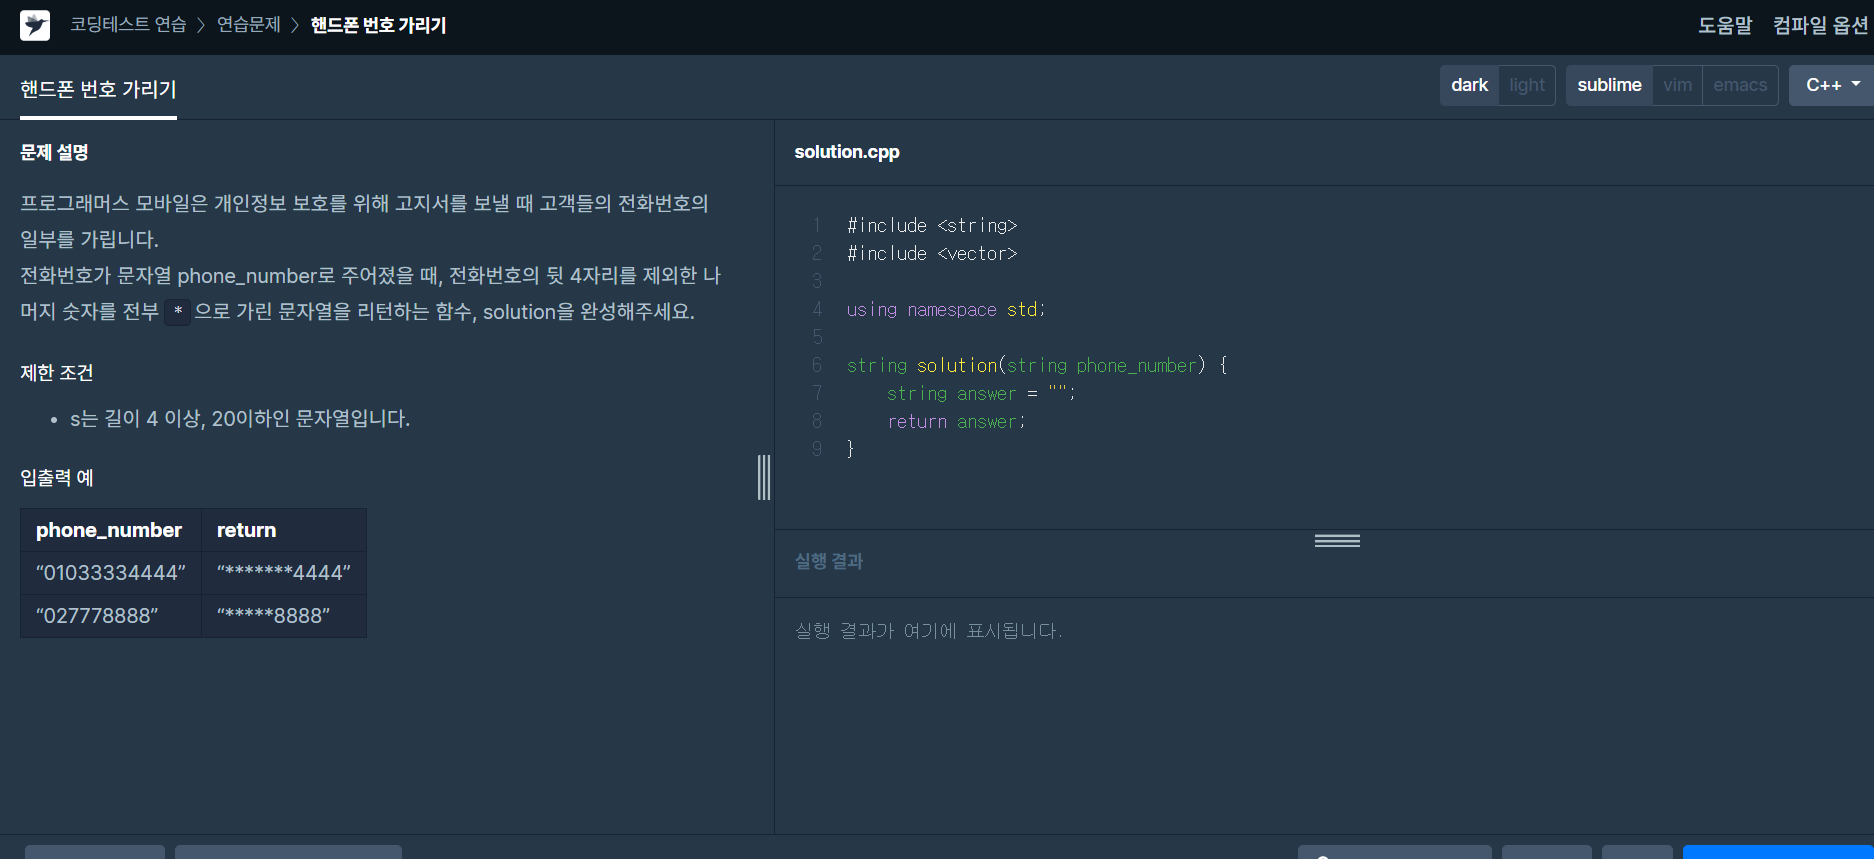 코딩테스트 연습 > 연습문제 > 핸드폰 번호 가리기
도움말 컴파일 옵션
핸드폰 번호 가리기
dark light sublime vim emacs C++
문제 설명
프로그래머스 모바일은 개인정보 보호를 위해 고지서를 보낼 때 고객들의 전화번호의
일부를 가립니다.
전화번호가 문자열 phone_number로 주어졌을 때, 전화번호의 뒷 4자리를 제외한 나
머지 숫자를 전부 * 으로 가린 문자열을 리턴하는 함수, solution을 완성해주세요.
제한 조건
• s는 길이 4 이상, 20이하인 문자열입니다.
입출력 예
phone_number return
“01033334444” “*******4444”
“027778888” “*****8888”
solution.cpp
1 #include <string>
2 #include <vector>
3
4 using namespace std;
5
6 string solution(string phone_number) {
7     string answer = "";
8     return answer;
9 }
실행 결과
실행 결과가 여기에 표시됩니다.